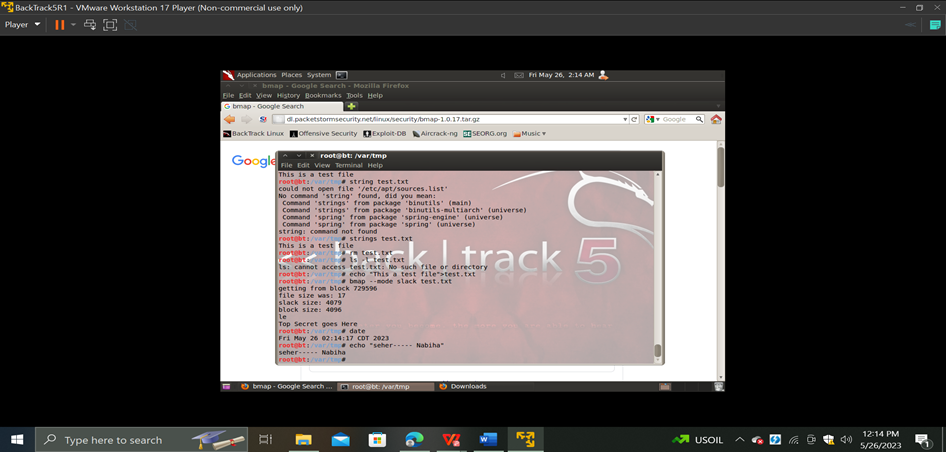 BackTrack5R1 - VMware Workstation 17 Player (Non-commercial use only)
Player
Applications Places System
Fri May 26, 2:14 AM
bmap - Google Search - Mozilla Firefox
File Edit View History Bookmarks Tools Help
bmap - Google Search
dl.packetstormsecurity.net/linux/security/bmap-1.0.17.tar.gz
Google
BackTrack Linux Offensive Security Exploit-DB Aircrack-ng SEORG.org Music
Google
root@bt: /var/tmp
File Edit View Terminal Help
This is a test file
root@bt:/var/tmp# string test.txt
could not open file '/etc/apt/sources.list'
No command 'string' found, did you mean:
Command 'strings' from package 'binutils' (main)
Command 'strings' from package 'binutils-multiarch' (universe)
Command 'spring' from package 'spring-engine' (universe)
Command 'spring' from package 'spring' (universe)
string: command not found
root@bt:/var/tmp# strings test.txt
This is a test file
root@bt:/var/tmp# rm test.txt
root@bt:/var/tmp# ls test.txt
ls: cannot access test.txt: No such file or directory
root@bt:/var/tmp# echo "This a test file">test.txt
root@bt:/var/tmp# bmap --mode slack test.txt
getting from block 729596
file size was: 17
slack size: 4079
block size: 4096
le
Top Secret goes Here
root@bt:/var/tmp# date
Fri May 26 02:14:17 CDT 2023
root@bt:/var/tmp# echo "seher----- Nabiha"
seher----- Nabiha
root@bt:/var/tmp#
back | track 5
bmap - Google Search ... root@bt: /var/tmp Downloads
Type here to search
USOIL
12:14 PM
5/26/2023
1